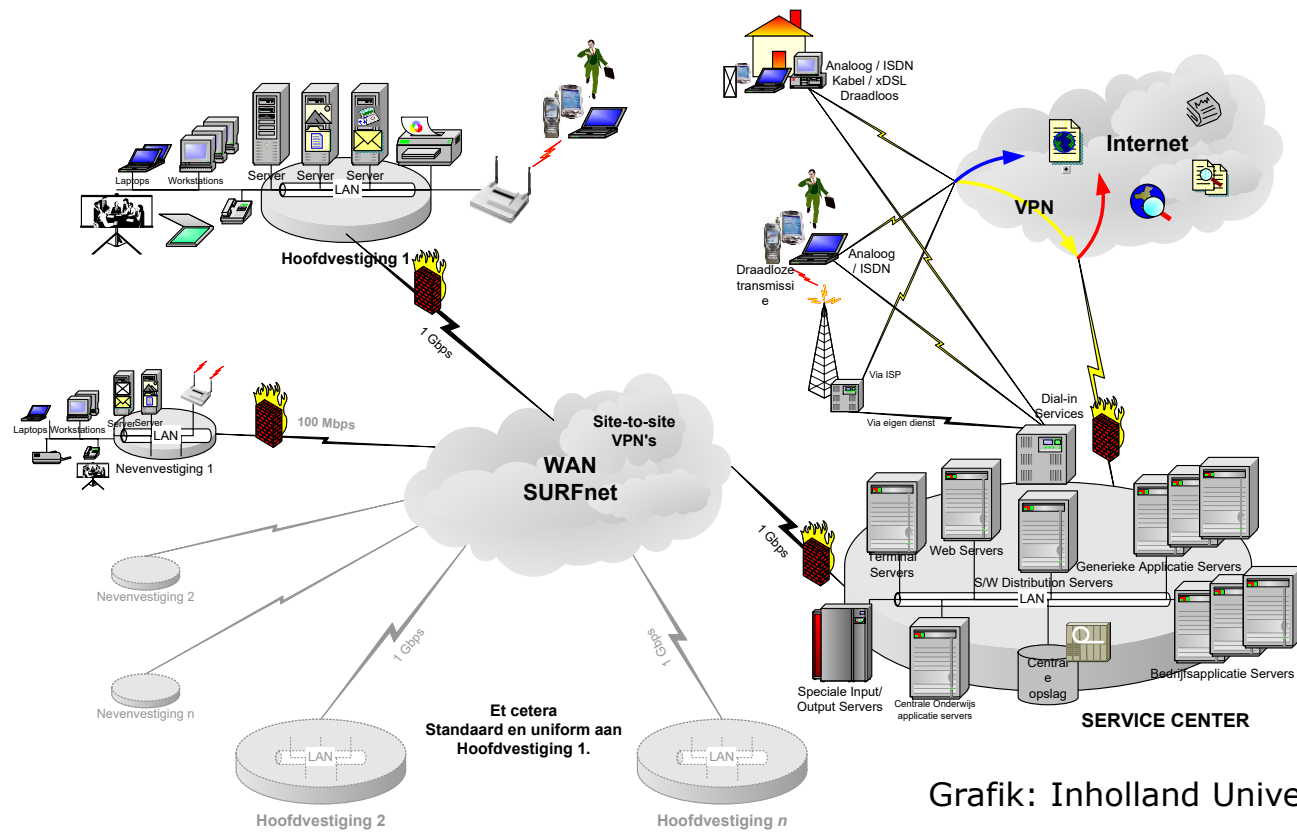 Analoog / ISDN
Kabel / xDSL
Draadloos
Internet
VPN
Server
Server
Server
Laptops
Workstations
LAN
Hoofdvestiging 1
1 Gbps
Analoog
/ ISDN
Draadloze
transmissi
e
Via ISP
Via eigen dienst
Dial-in
Services
Laptops
Workstations
Server
Server
LAN
Nevenvestiging 1
100 Mbps
Site-to-site
VPN's
WAN
SURFnet
1 Gbps
Terminal
Servers
Web Servers
S/W Distribution Servers
Generieke Applicatie Servers
LAN
Speciale Input/
Output Servers
Centrale Onderwijs
applicatie servers
Central
e
opslag
Bedrijfsapplicatie Servers
SERVICE CENTER
Nevenvestiging 2
Nevenvestiging n
1 Gbps
1 Gbps
Et cetera
Standaard en uniform aan
Hoofdvestiging 1.
LAN
Hoofdvestiging 2
LAN
Hoofdvestiging n
Grafik: Inholland Unive